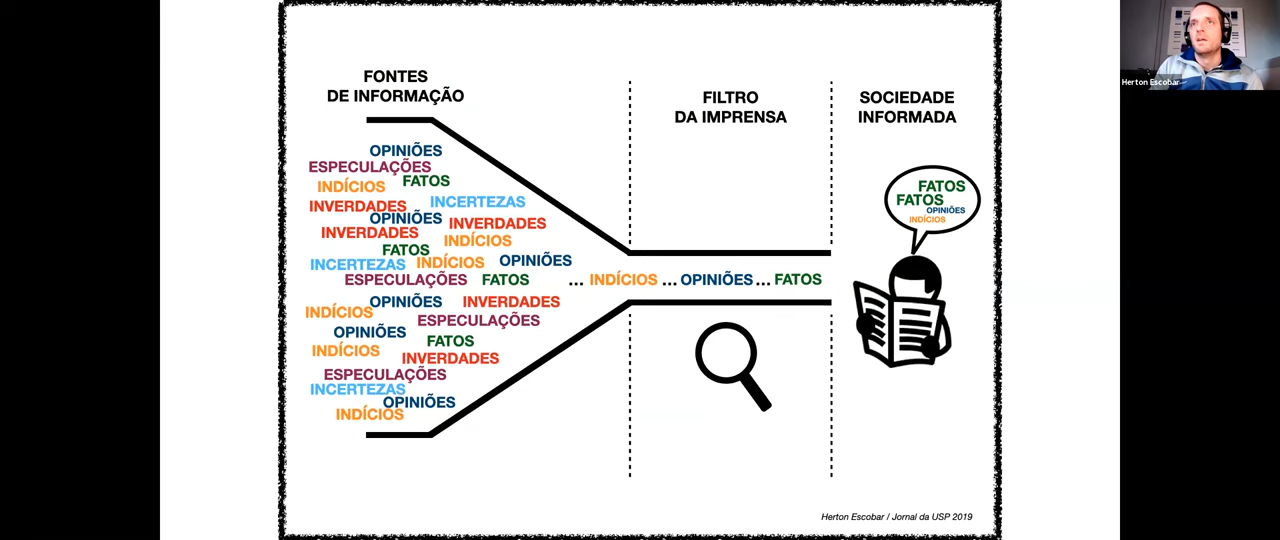 FONTES
DE INFORMAÇÃO
FILTRO
DA IMPRENSA
SOCIEDADE
INFORMADA
Herton Escobar
OPINIÕES
ESPECULAÇÕES
INDÍCIOS FATOS
INVERDADES INCERTEZAS
OPINIÕES INVERDADES
INVERDADES INDÍCIOS
FATOS
INCERTEZAS INDÍCIOS OPINIÕES
ESPECULAÇÕES FATOS
OPINIÕES INVERDADES
INDÍCIOS ESPECULAÇÕES
OPINIÕES
INDÍCIOS FATOS
INVERDADES
ESPECULAÇÕES
INCERTEZAS
OPINIÕES
INDÍCIOS
... INDÍCIOS ... OPINIÕES ... FATOS
FATOS
FATOS
OPINIÕES
INDÍCIOS
Herton Escobar / Jornal da USP 2019